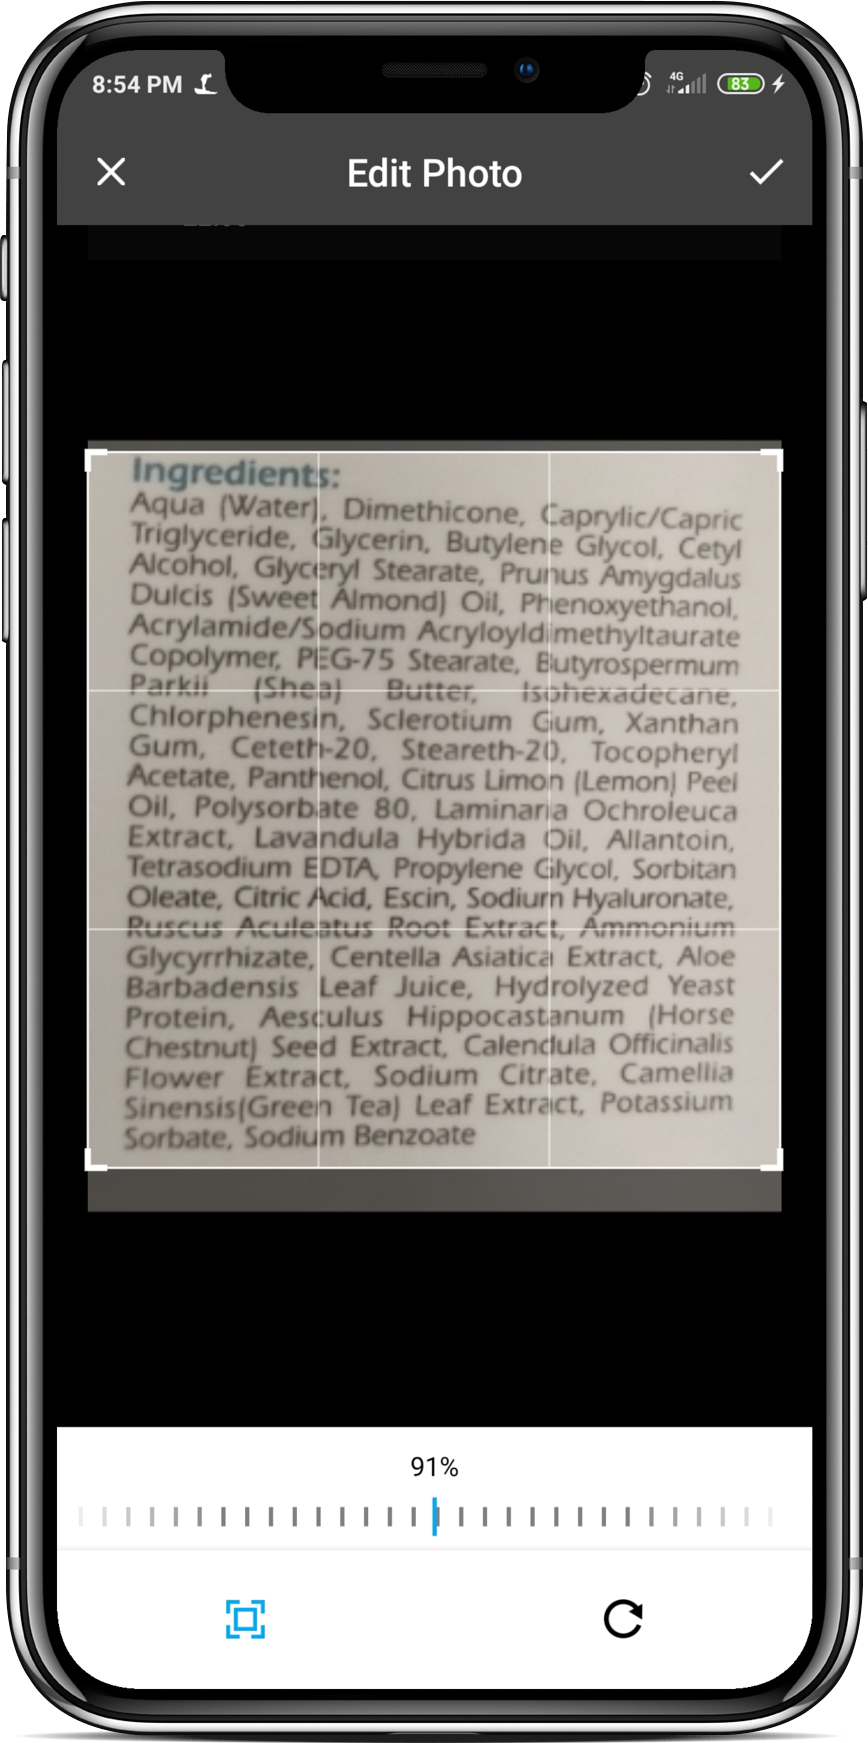 8:54 PM 4G 83
Edit Photo
Ingredients:
Aqua (Water), Dimethicone, Caprylic/Capric
Triglyceride, Glycerin, Butylene Glycol, Cetyl
Alcohol, Glyceryl Stearate, Prunus Amygdalus
Dulcis (Sweet Almond) Oil, Phenoxyethanol,
Acrylamide/Sodium Acryloyldimethyltaurate
Copolymer, PEG-75 Stearate, Butyrospermum
Parkii (Shea) Butter, Isohexadecane,
Chlorphenesin, Sclerotium Gum, Xanthan
Gum, Ceteth-20, Steareth-20, Tocopheryl
Acetate, Panthenol, Citrus Limon (Lemon) Peel
Oil, Polysorbate 80, Laminaria Ochroleuca
Extract, Lavandula Hybrida Oil, Allantoin,
Tetrasodium EDTA, Propylene Glycol, Sorbitan
Oleate, Citric Acid, Escin, Sodium Hyaluronate,
Ruscus Aculeatus Root Extract, Ammonium
Glycyrrhizate, Centella Asiatica Extract, Aloe
Barbadensis Leaf Juice, Hydrolyzed Yeast
Protein, Aesculus Hippocastanum (Horse
Chestnut) Seed Extract, Calendula Officinalis
Flower Extract, Sodium Citrate, Camellia
Sinensis(Green Tea) Leaf Extract, Potassium
Sorbate, Sodium Benzoate
91%